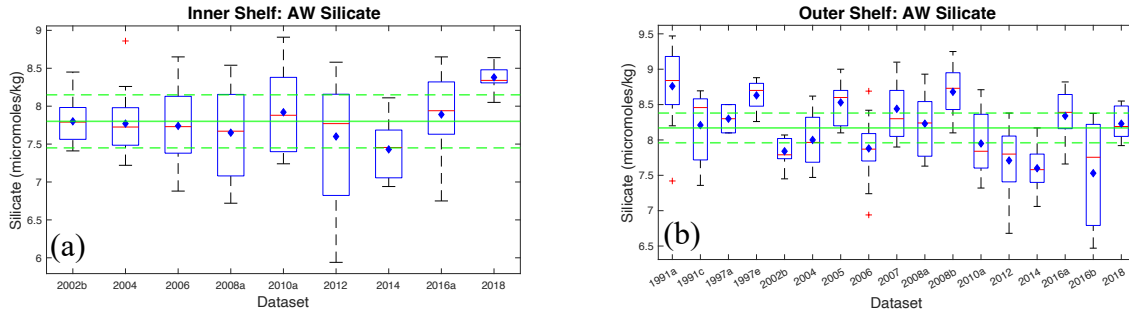 Inner Shelf: AW Silicate
Silicate (micromoles/kg)
9
8.5
8
7.5
7
6.5
6
(a)
2002b 2004 2006 2008a 2010a 2012 2014 2016a 2018
Dataset
Outer Shelf: AW Silicate
Silicate (micromoles/kg)
9.5
9
8.5
8
7.5
7
6.5
(b)
1991a 1991c 1997a 1997e 2002b 2004 2005 2006 2007 2008a 2008b 2010a 2012 2014 2016a 2016b 2018
Dataset